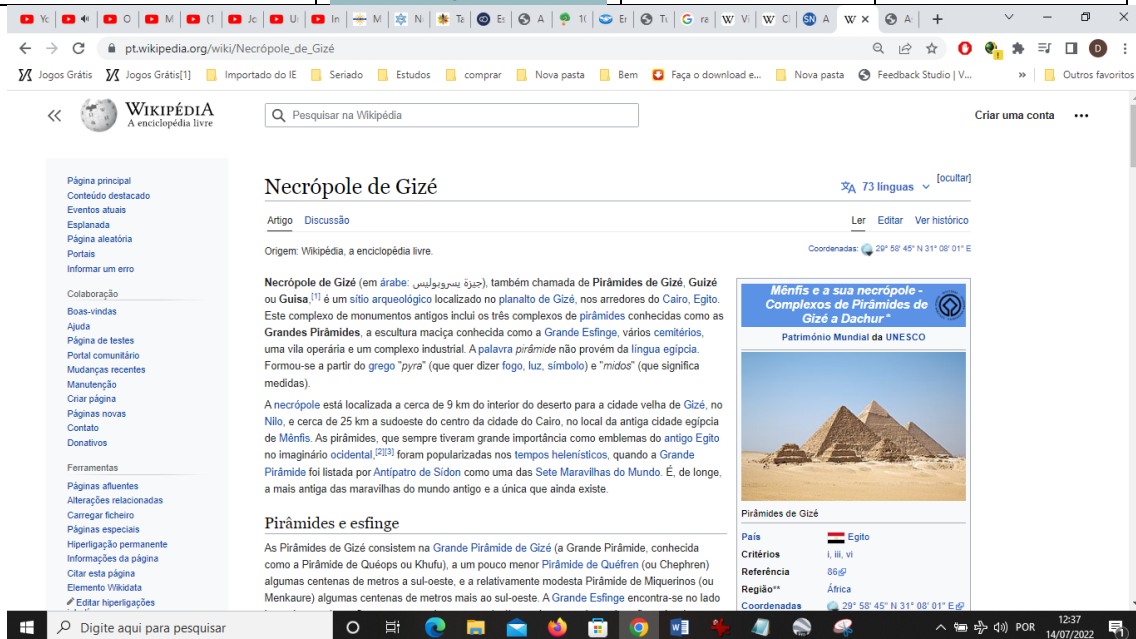 Yc
O
M
(1
Jc
U
In
M
N
Ta
Es
A
1(
Er
Tu
ra
Vi
Cl
A
A
pt.wikipedia.org/wiki/Necrópole_de_Gizé
D
Jogos Grátis
Jogos Grátis[1]
Importado do IE
Seriado
Estudos
comprar
Nova pasta
Bem
Faça o download e...
Nova pasta
Feedback Studio | V...
»
Outros favoritos
WIKIPÉDIA
A enciclopédia livre
Pesquisar na Wikipédia
Criar uma conta
Página principal
Conteúdo destacado
Eventos atuais
Esplanada
Página aleatória
Portais
Informar um erro
Colaboração
Boas-vindas
Ajuda
Página de testes
Portal comunitário
Mudanças recentes
Manutenção
Criar página
Páginas novas
Contato
Donativos
Ferramentas
Páginas afluentes
Alterações relacionadas
Carregar ficheiro
Páginas especiais
Hiperligação permanente
Informações da página
Citar esta página
Elemento Wikidata
Editar hiperligações
Necrópole de Gizé
73 línguas
[ocultar]
Artigo Discussão
Ler Editar Ver histórico
Origem: Wikipédia, a enciclopédia livre.
Coordenadas: 29° 58' 45" N 31° 08' 01" E
Necrópole de Gizé (em árabe: جيزة يسروبوليس), também chamada de Pirâmides de Gizé, Guizé
ou Guisa,[1] é um sítio arqueológico localizado no planalto de Gizé, nos arredores do Cairo, Egito.
Este complexo de monumentos antigos inclui os três complexos de pirâmides conhecidas como as
Grandes Pirâmides, a escultura maciça conhecida como a Grande Esfinge, vários cemitérios,
uma vila operária e um complexo industrial. A palavra pirâmide não provém da língua egípcia.
Formou-se a partir do grego "pyra" (que quer dizer fogo, luz, símbolo) e "midos" (que significa
medidas).
A necrópole está localizada a cerca de 9 km do interior do deserto para a cidade velha de Gizé, no
Nilo, e cerca de 25 km a sudoeste do centro da cidade do Cairo, no local da antiga cidade egípcia
de Mênfis. As pirâmides, que sempre tiveram grande importância como emblemas do antigo Egito
no imaginário ocidental,[2][3] foram popularizadas nos tempos helenísticos, quando a Grande
Pirâmide foi listada por Antípatro de Sídon como uma das Sete Maravilhas do Mundo. É, de longe,
a mais antiga das maravilhas do mundo antigo e a única que ainda existe.
Pirâmides e esfinge
As Pirâmides de Gizé consistem na Grande Pirâmide de Gizé (a Grande Pirâmide, conhecida
como a Pirâmide de Quéops ou Khufu), a um pouco menor Pirâmide de Quéfren (ou Chephren)
algumas centenas de metros a sul-oeste, e a relativamente modesta Pirâmide de Miquerinos (ou
Menkaure) algumas centenas de metros mais ao sul-oeste. A Grande Esfinge encontra-se no lado
Mênfis e a sua necrópole -
Complexos de Pirâmides de
Gizé a Dachur *
Património Mundial da UNESCO
Pirâmides de Gizé
País Egito
Critérios i, iii, vi
Referência 86
Região** África
Coordenadas 29° 58' 45" N 31° 08' 01" E
Digite aqui para pesquisar
POR
12:37
14/07/2022